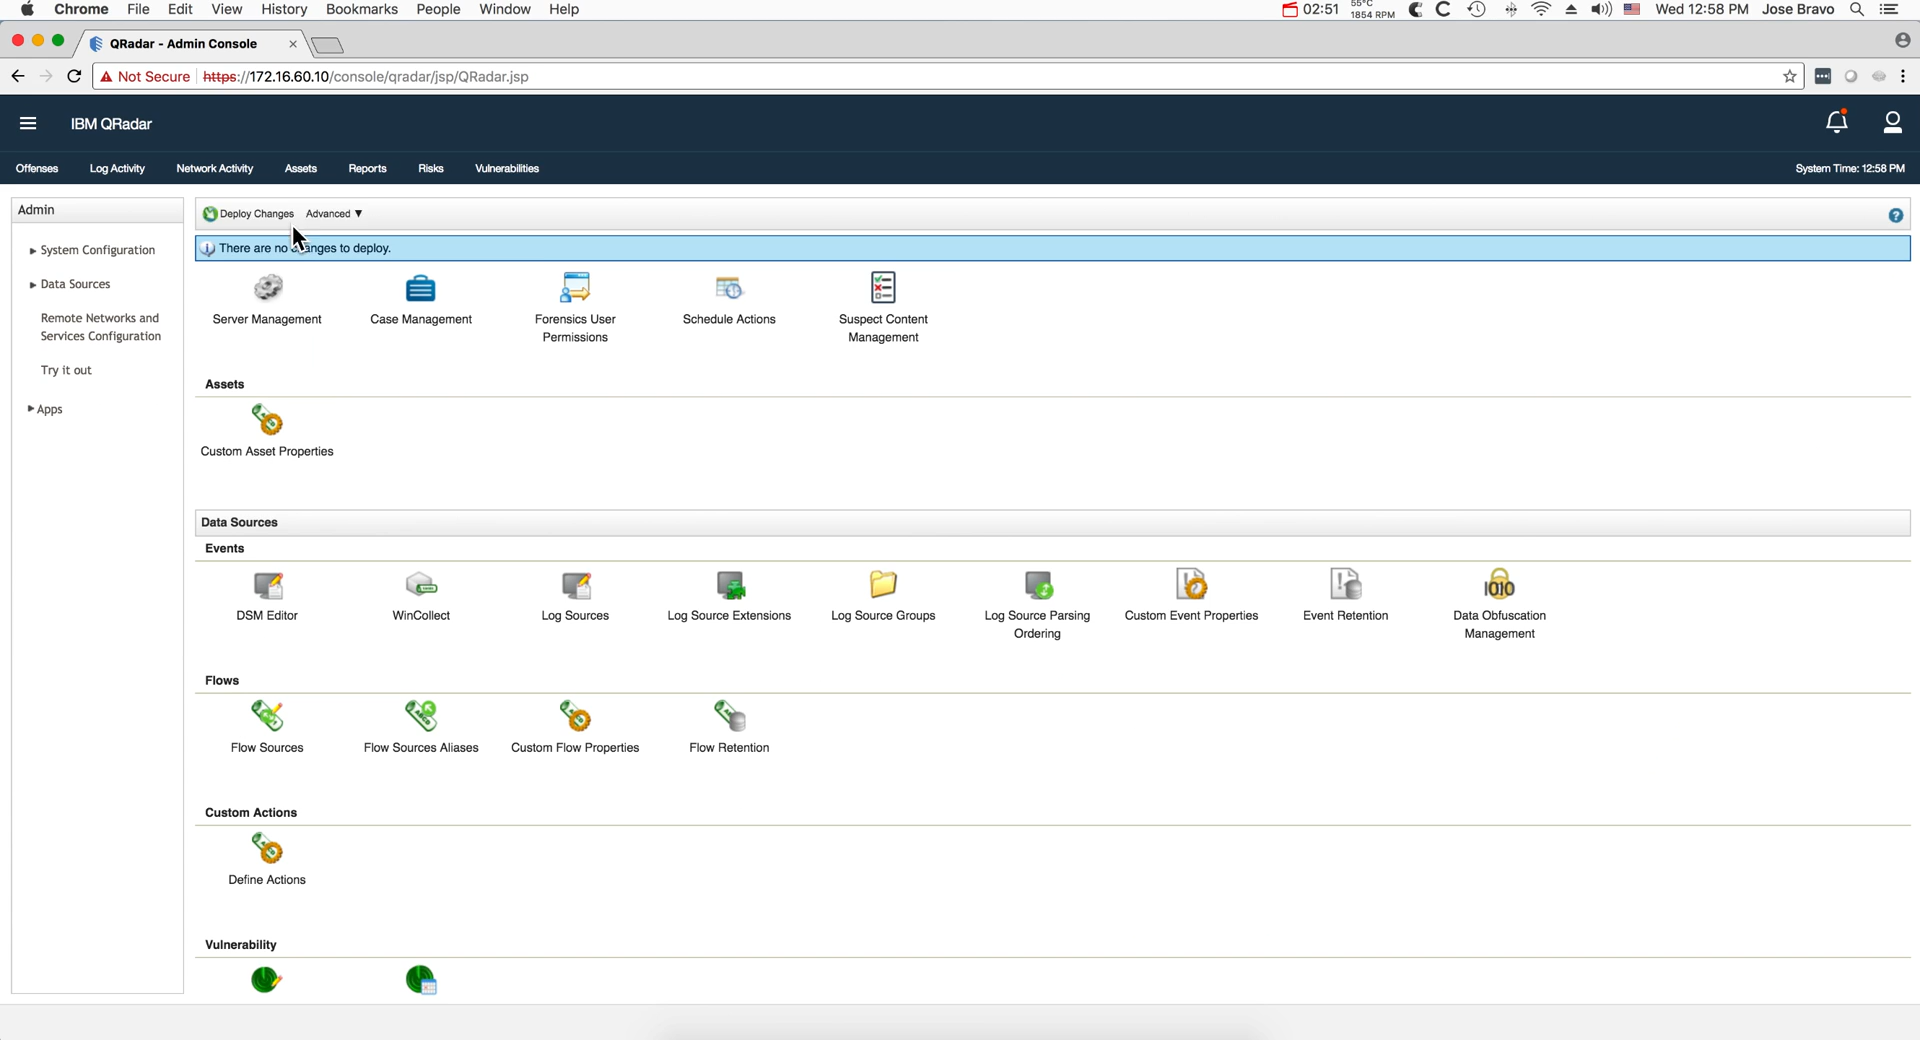 Chrome File Edit View History Bookmarks People Window Help 02:51 55°C 1854 RPM Wed 12:58 PM Jose Bravo
QRadar - Admin Console
Not Secure https://172.16.60.10/console/qradar/jsp/QRadar.jsp
IBM QRadar
Offenses Log Activity Network Activity Assets Reports Risks Vulnerabilities System Time: 12:58 PM
Admin
System Configuration
Data Sources
Remote Networks and
Services Configuration
Try it out
Apps
Deploy Changes Advanced ▼
There are no changes to deploy.
Server Management
Case Management
Forensics User
Permissions
Schedule Actions
Suspect Content
Management
Assets
Custom Asset Properties
Data Sources
Events
DSM Editor
WinCollect
Log Sources
Log Source Extensions
Log Source Groups
Log Source Parsing
Ordering
Custom Event Properties
Event Retention
1010
Data Obfuscation
Management
Flows
Flow Sources
Flow Sources Aliases
Custom Flow Properties
Flow Retention
Custom Actions
Define Actions
Vulnerability